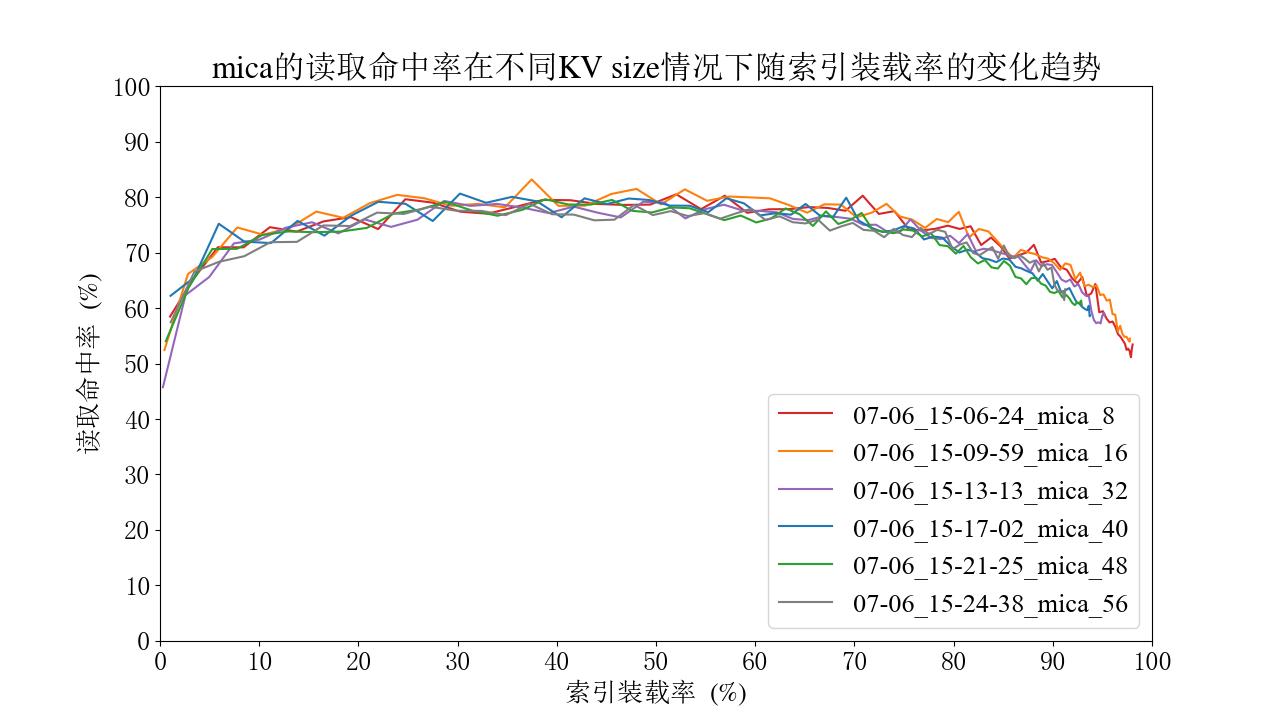 mica的读取命中率在不同KV size情况下随索引装载率的变化趋势
读取命中率 (%)
100
90
80
70
60
50
40
30
20
10
0
07-06_15-06-24_mica_8
07-06_15-09-59_mica_16
07-06_15-13-13_mica_32
07-06_15-17-02_mica_40
07-06_15-21-25_mica_48
07-06_15-24-38_mica_56
0 10 20 30 40 50 60 70 80 90 100
索引装载率 (%)